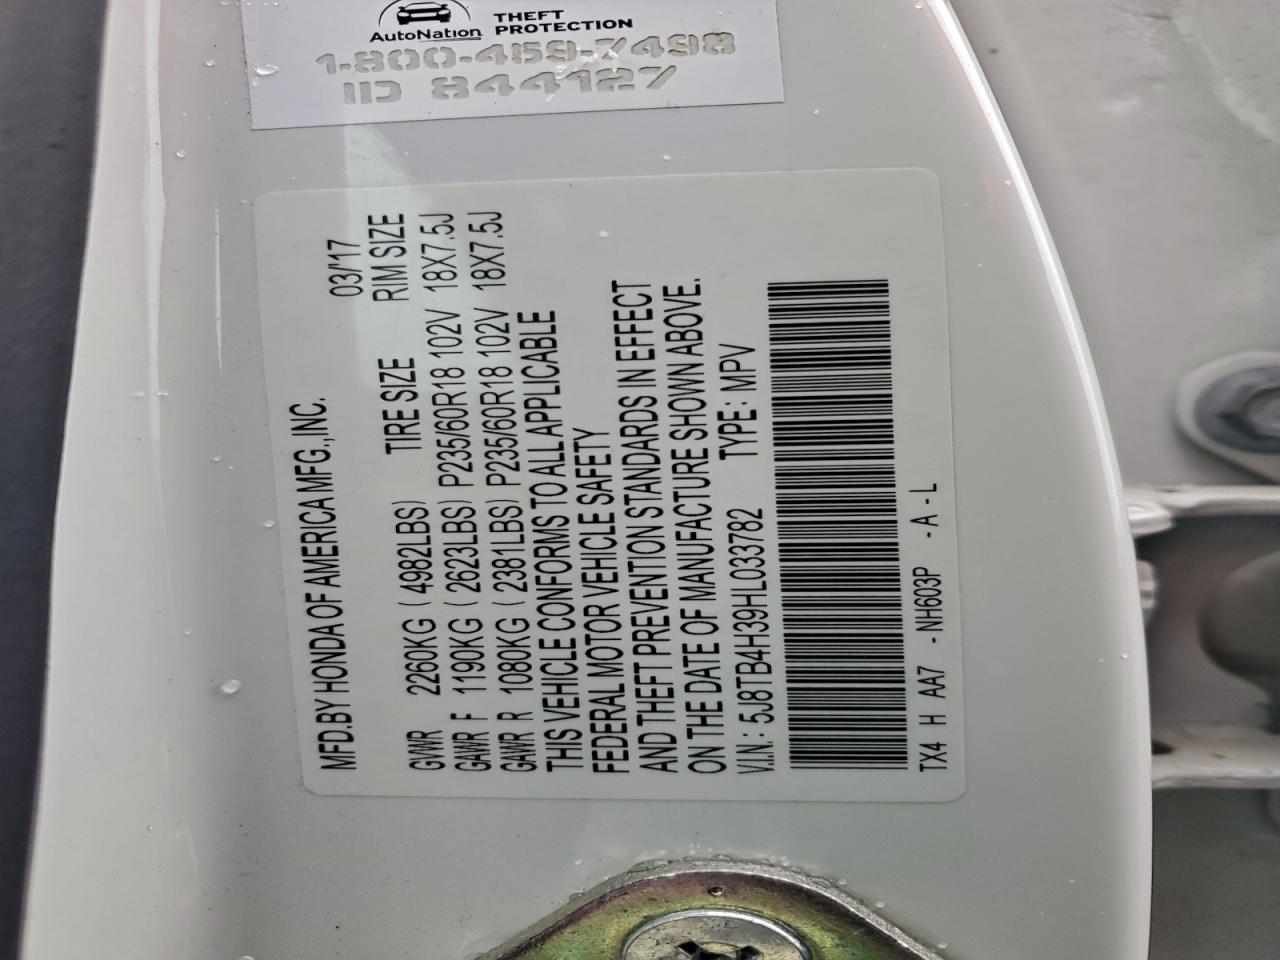 AutoNation THEFT PROTECTION
1-800-459-7498
IID 844127
MFD.BY HONDA OF AMERICA MFG.,INC. 03/'17
TIRE SIZE RIM SIZE
GVWR 2260KG ( 4982LBS)
GAWR F 1190KG ( 2623LBS) P235/60R18 102V 18X7.5J
GAWR R 1080KG ( 2381LBS) P235/60R18 102V 18X7.5J
THIS VEHICLE CONFORMS TO ALL APPLICABLE
FEDERAL MOTOR VEHICLE SAFETY
AND THEFT PREVENTION STANDARDS IN EFFECT
ON THE DATE OF MANUFACTURE SHOWN ABOVE.
V.I.N.: 5J8TB4H39HL033782 TYPE: MPV
TX4 H AA7 - NH603P - A - L